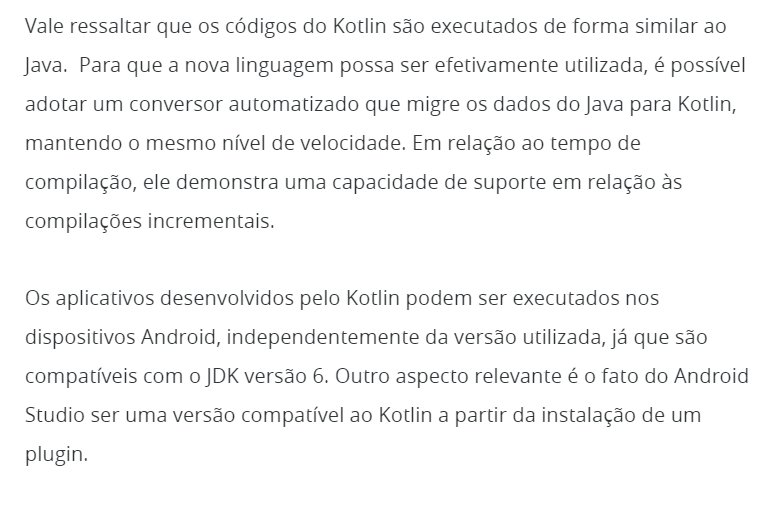 Vale ressaltar que os códigos do Kotlin são executados de forma similar ao
Java.  Para que a nova linguagem possa ser efetivamente utilizada, é possível
adotar um conversor automatizado que migre os dados do Java para Kotlin,
mantendo o mesmo nível de velocidade. Em relação ao tempo de
compilação, ele demonstra uma capacidade de suporte em relação às
compilações incrementais.
Os aplicativos desenvolvidos pelo Kotlin podem ser executados nos
dispositivos Android, independentemente da versão utilizada, já que são
compatíveis com o JDK versão 6. Outro aspecto relevante é o fato do Android
Studio ser uma versão compatível ao Kotlin a partir da instalação de um
plugin.